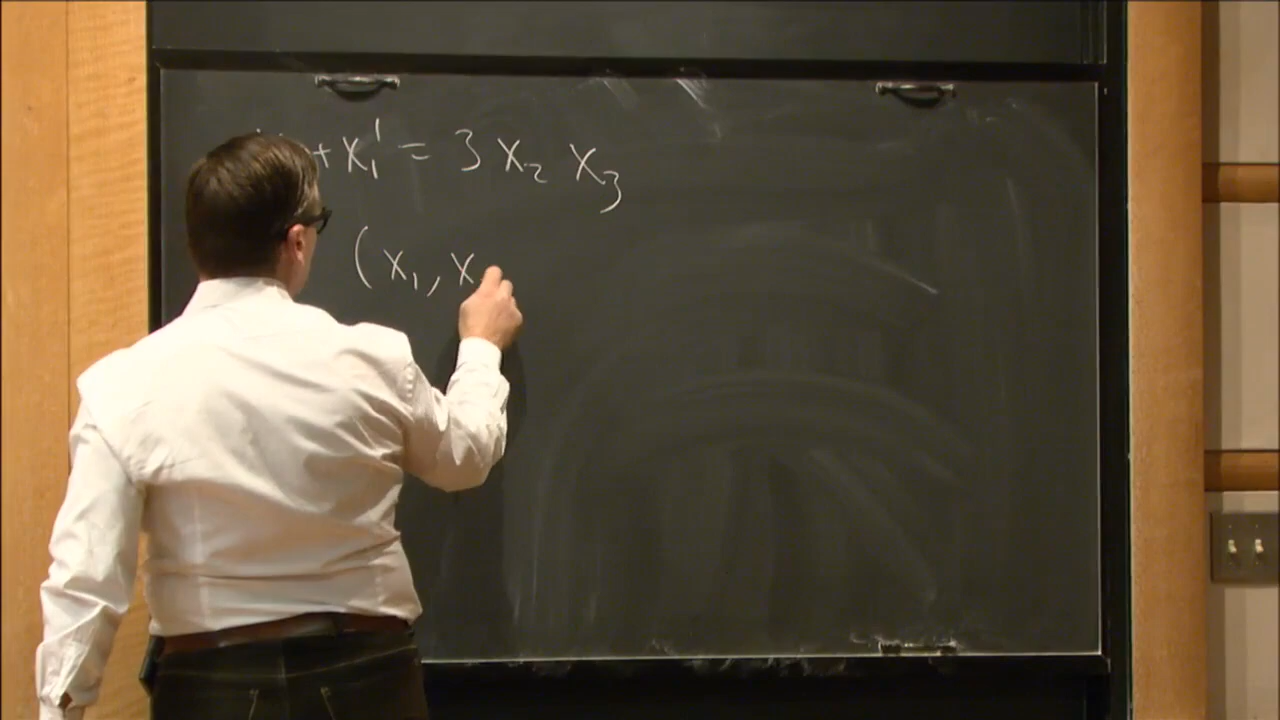 + x₁' = 3 x₂ x₃
(x₁, x